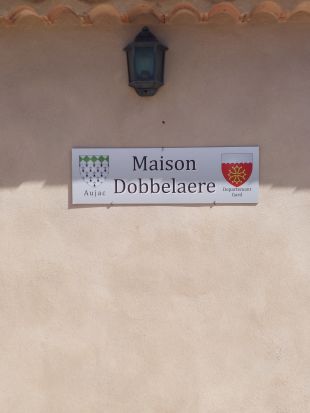 Maison
Dobbelaere
Aujac
Département
Gard